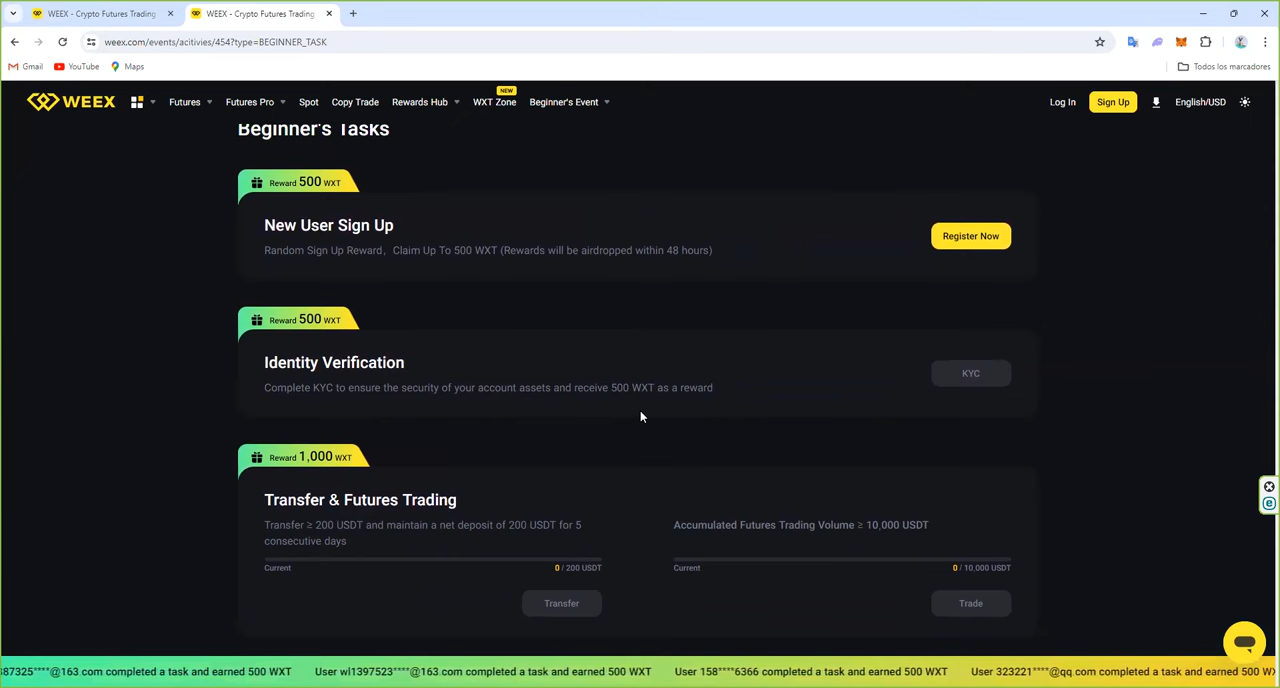 WEEX - Crypto Futures Trading
WEEX - Crypto Futures Trading
weex.com/events/acitivies/454?type=BEGINNER_TASK
Gmail
YouTube
Maps
Todos los marcadores
WEEX
Futures
Futures Pro
Spot
Copy Trade
Rewards Hub
WXT Zone
NEW
Beginner's Event
Log In
Sign Up
English/USD
Beginner's Tasks
Reward 500 WXT
New User Sign Up
Random Sign Up Reward, Claim Up To 500 WXT (Rewards will be airdropped within 48 hours)
Register Now
Reward 500 WXT
Identity Verification
Complete KYC to ensure the security of your account assets and receive 500 WXT as a reward
KYC
Reward 1,000 WXT
Transfer & Futures Trading
Transfer ≥ 200 USDT and maintain a net deposit of 200 USDT for 5
consecutive days
Current
0 / 200 USDT
Transfer
Accumulated Futures Trading Volume ≥ 10,000 USDT
Current
0 / 10,000 USDT
Trade
387325****@163.com completed a task and earned 500 WXT
User wl1397523****@163.com completed a task and earned 500 WXT
User 158****6366 completed a task and earned 500 WXT
User 323221****@qq.com completed a task and earned 500 W